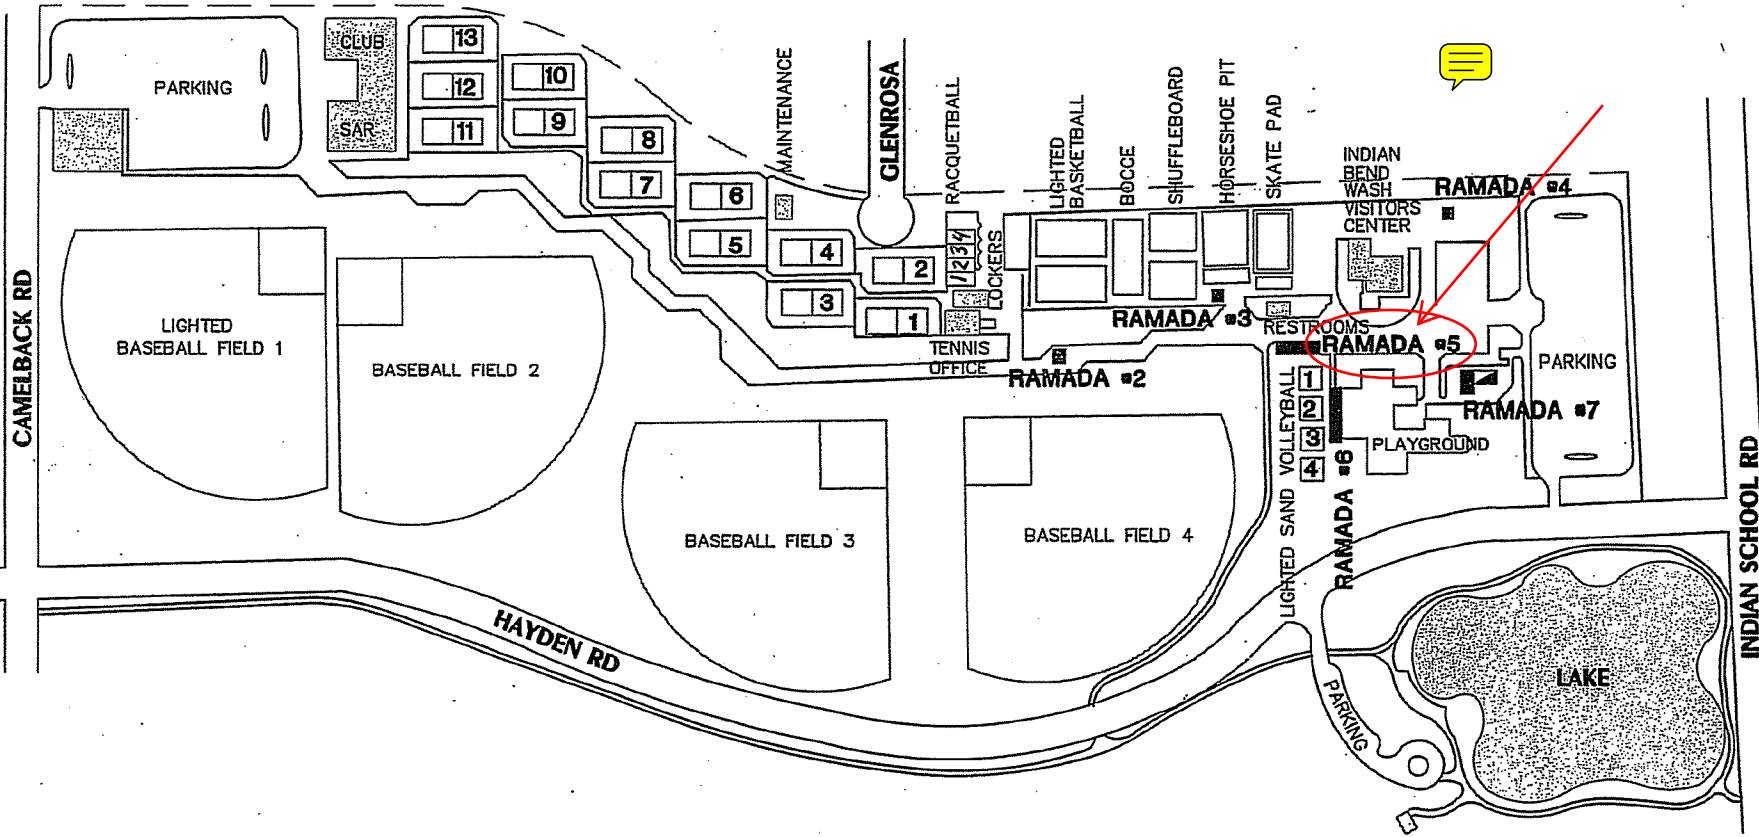 CAMELBACK RD
PARKING
CLUB
SAR
13
12
11
10
9
8
7
6
5
4
3
2
1
MAINTENANCE
GLENROSA
RACQUETBALL
1 2 3 4
LOCKERS
TENNIS
OFFICE
LIGHTED
BASKETBALL
BOCCE
SHUFFLEBOARD
HORSESHOE PIT
SKATE PAD
INDIAN
BEND
WASH
VISITORS
CENTER
RAMADA #4
RAMADA #3
RESTROOMS
RAMADA #5
RAMADA #2
RAMADA #7
PARKING
LIGHTED
BASEBALL FIELD 1
BASEBALL FIELD 2
BASEBALL FIELD 3
BASEBALL FIELD 4
LIGHTED SAND VOLLEYBALL
1
2
3
4
RAMADA #6
PLAYGROUND
HAYDEN RD
PARKING
LAKE
INDIAN SCHOOL RD